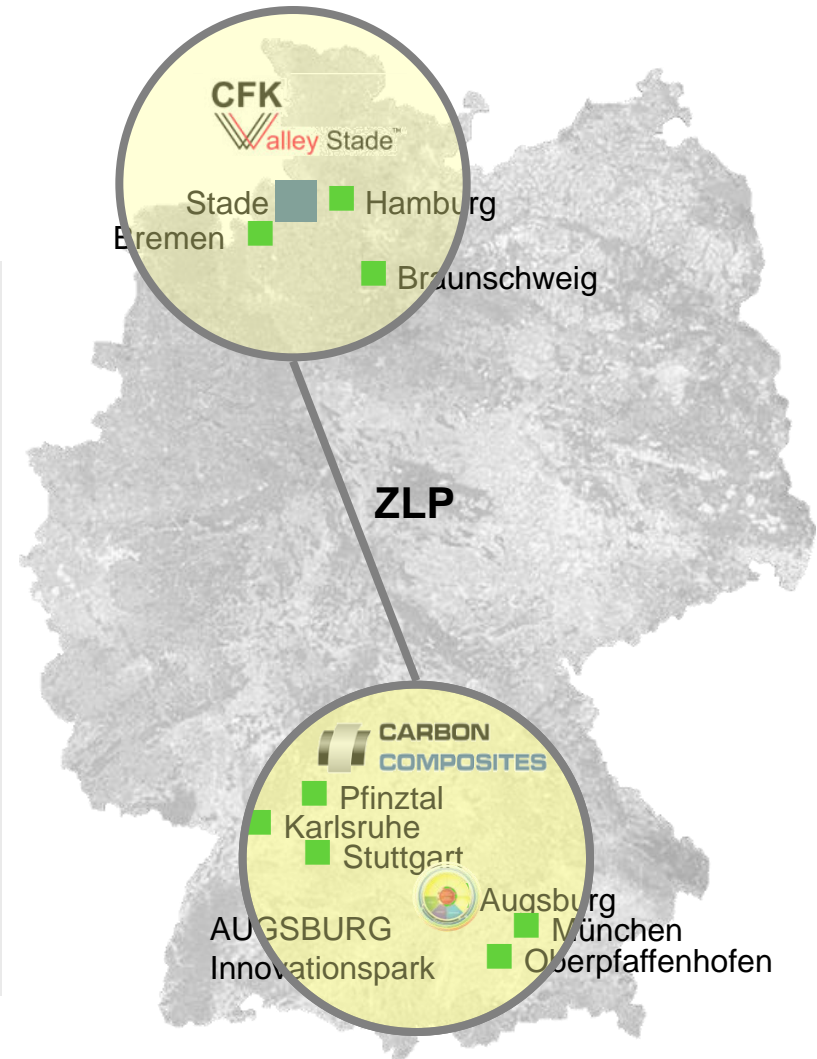 CFK
Valley Stade™
Stade
Hamburg
Bremen
Braunschweig
ZLP
CARBON
COMPOSITES
Pfinztal
Karlsruhe
Stuttgart
Augsburg
AUGSBURG
München
Innovationspark
Oberpfaffenhofen